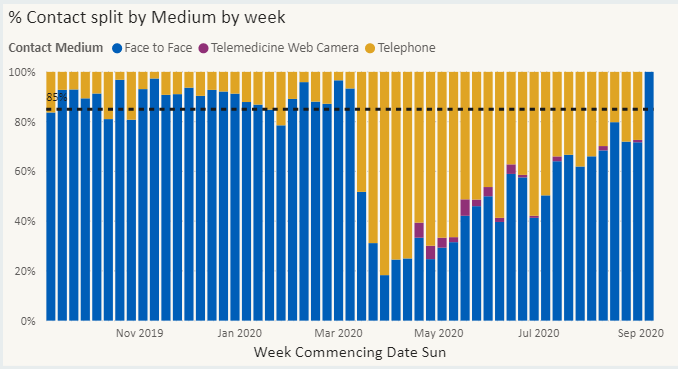 % Contact split by Medium by week
Contact Medium Face to Face Telemedicine Web Camera Telephone
100%
85%
80%
60%
40%
20%
0%
Nov 2019 Jan 2020 Mar 2020 May 2020 Jul 2020 Sep 2020
Week Commencing Date Sun